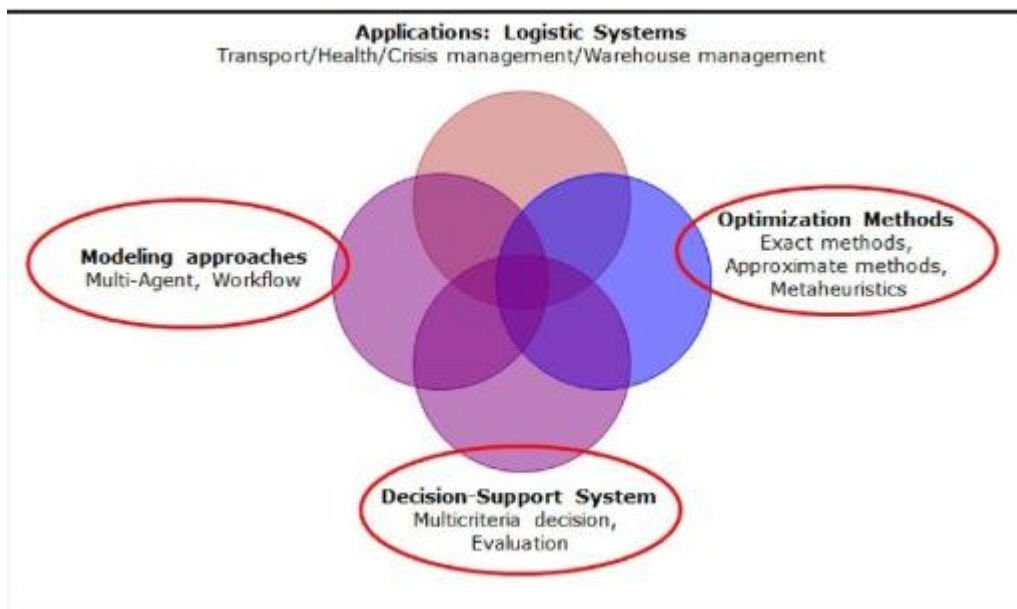 Applications: Logistic Systems
Transport/Health/Crisis management/Warehouse management
Modeling approaches
Multi-Agent, Workflow
Optimization Methods
Exact methods,
Approximate methods,
Metaheuristics
Decision-Support System
Multicriteria decision,
Evaluation